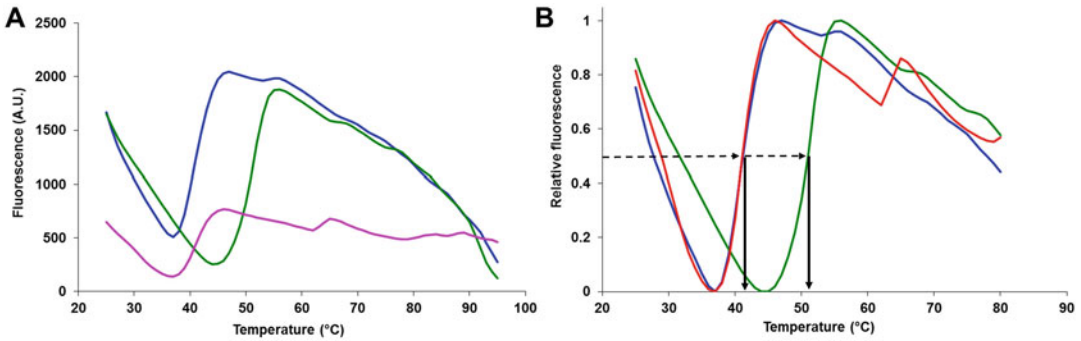 A
Fluorescence (A.U.)
2500
2000
1500
1000
500
0
20 30 40 50 60 70 80 90 100
Temperature (°C)
B
Relative fluorescence
1
0.8
0.6
0.4
0.2
0
20 30 40 50 60 70 80 90
Temperature (°C)